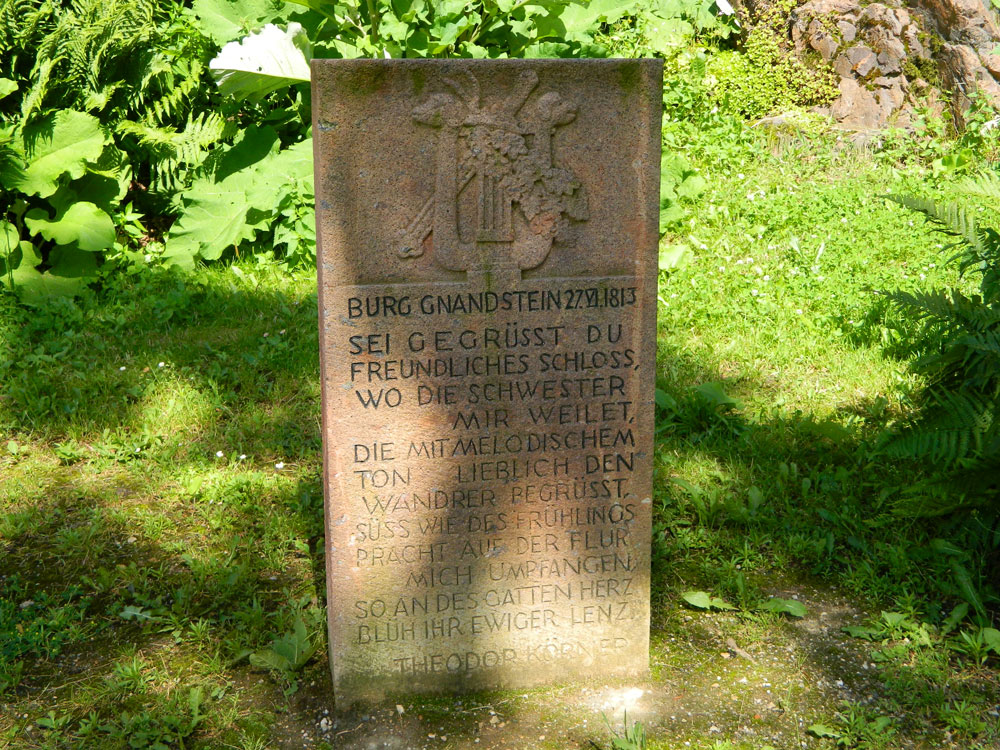 BURG GNANDSTEIN 27.VI.1813
SEI GEGRÜSST DU
FREUNDLICHES SCHLOSS,
WO DIE SCHWESTER
MIR WEILET,
DIE MIT MELODISCHEM
TON LIEBLICH DEN
WANDRER BEGRÜSST,
SÜSS WIE DES FRÜHLINGS
PRACHT AUF DER FLUR
MICH UMPFANGEN,
SO AN DES GATTEN HERZ
BLÜH IHR EWIGER LENZ.
THEODOR KÖRNER